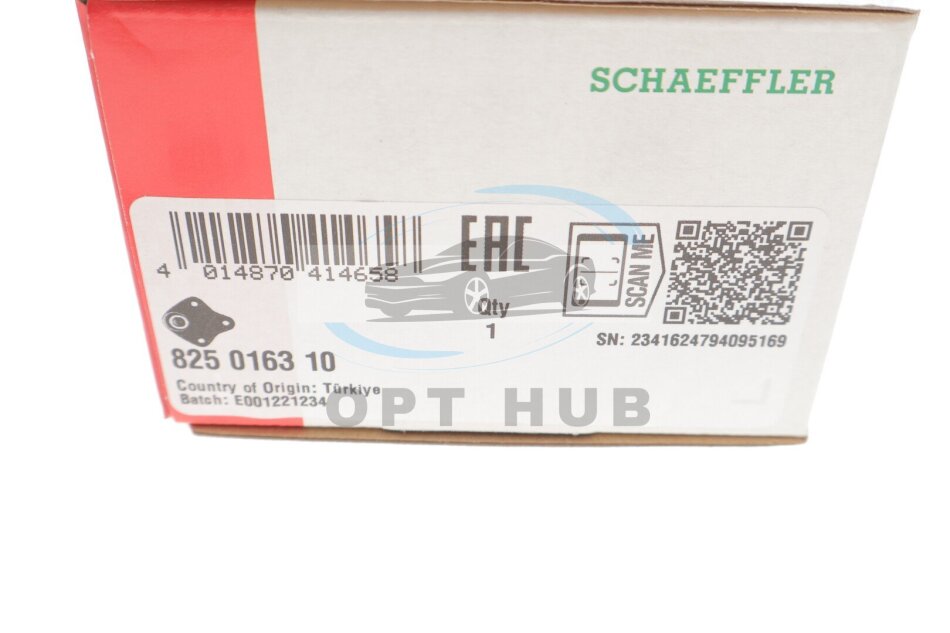 SCHAEFFLER
EAC
4 014870 414658
SCAN ME
Qty
1
SN: 2341624794095169
825 0163 10
Country of Origin: Türkiye
Batch: E001221234
OPT HUB